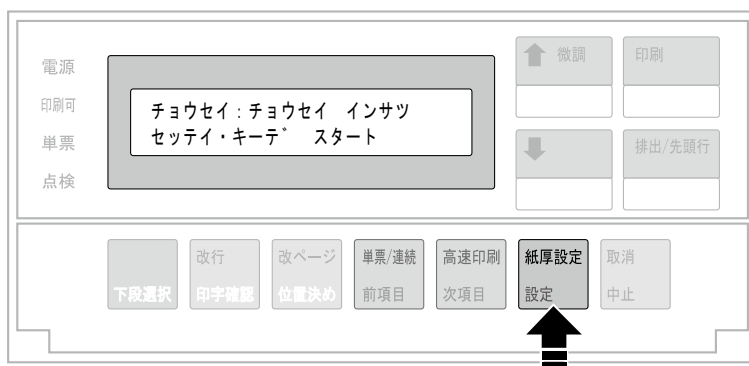 電源
印刷可
単票
点検
チョウセイ:チョウセイ インサツ
セッテイ・キーデ スタート
微調
印刷
排出/先頭行
下段選択
改行
印字確認
改ページ
位置決め
単票/連続
前項目
高速印刷
次項目
紙厚設定
設定
取消
中止